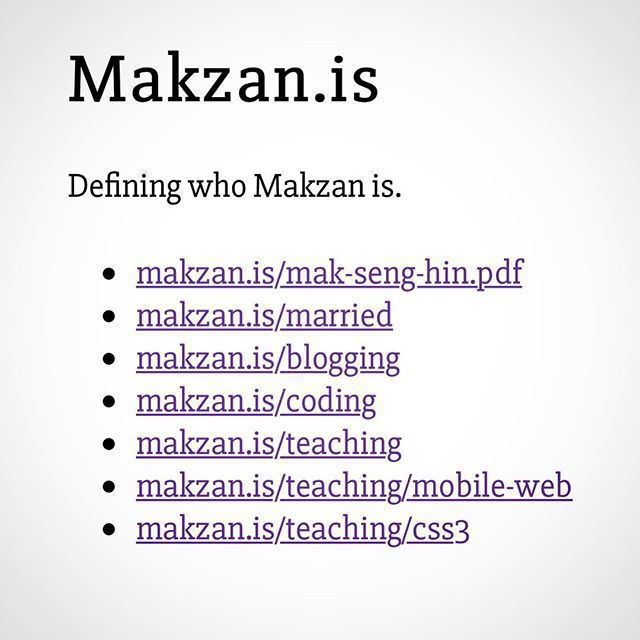 Makzan.is
Defining who Makzan is.
makzan.is/mak-seng-hin.pdf
makzan.is/married
makzan.is/blogging
makzan.is/coding
makzan.is/teaching
makzan.is/teaching/mobile-web
makzan.is/teaching/css3